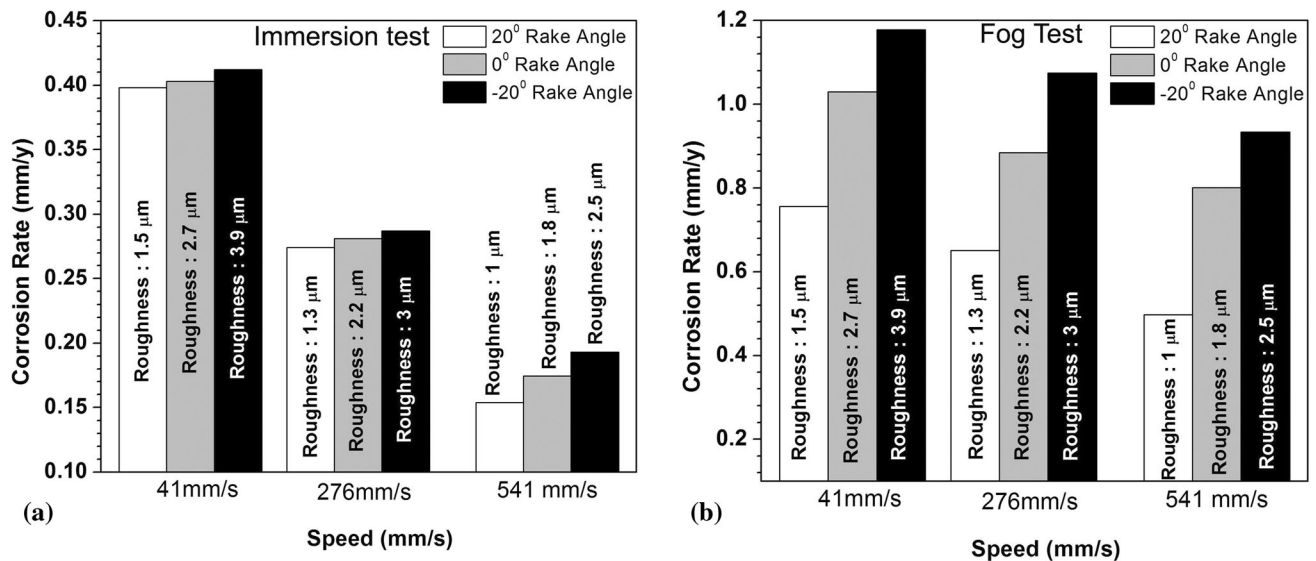 Immersion test
20⁰ Rake Angle
0⁰ Rake Angle
-20⁰ Rake Angle
Corrosion Rate (mm/y)
0.45
0.40
0.35
0.30
0.25
0.20
0.15
0.10
Roughness : 1.5 μm
Roughness : 2.7 μm
Roughness : 3.9 μm
Roughness : 1.3 μm
Roughness : 2.2 μm
Roughness : 3 μm
Roughness : 1 μm
Roughness : 1.8 μm
Roughness : 2.5 μm
41mm/s
276mm/s
541 mm/s
(a)
Speed (mm/s)
Fog Test
20⁰ Rake Angle
0⁰ Rake Angle
-20⁰ Rake Angle
Corrosion Rate (mm/y)
1.2
1.0
0.8
0.6
0.4
0.2
Roughness : 1.5 μm
Roughness : 2.7 μm
Roughness : 3.9 μm
Roughness : 1.3 μm
Roughness : 2.2 μm
Roughness : 3 μm
Roughness : 1 μm
Roughness : 1.8 μm
Roughness : 2.5 μm
41mm/s
276mm/s
541 mm/s
(b)
Speed (mm/s)